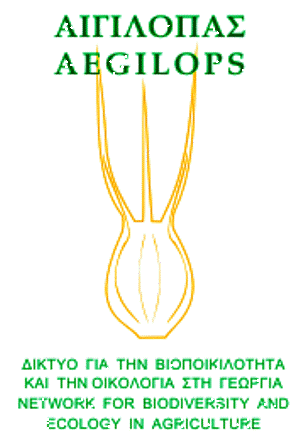 ΑΙΓΙΛΟΠΑΣ
AEGILOPS
ΔΙΚΤΥΟ ΓΙΑ ΤΗΝ ΒΙΟΠΟΙΚΙΛΟΤΗΤΑ
ΚΑΙ ΤΗΝ ΟΙΚΟΛΟΓΙΑ ΣΤΗ ΓΕΩΡΓΙΑ
NETWORK FOR BIODIVERSITY AND
ECOLOGY IN AGRICULTURE